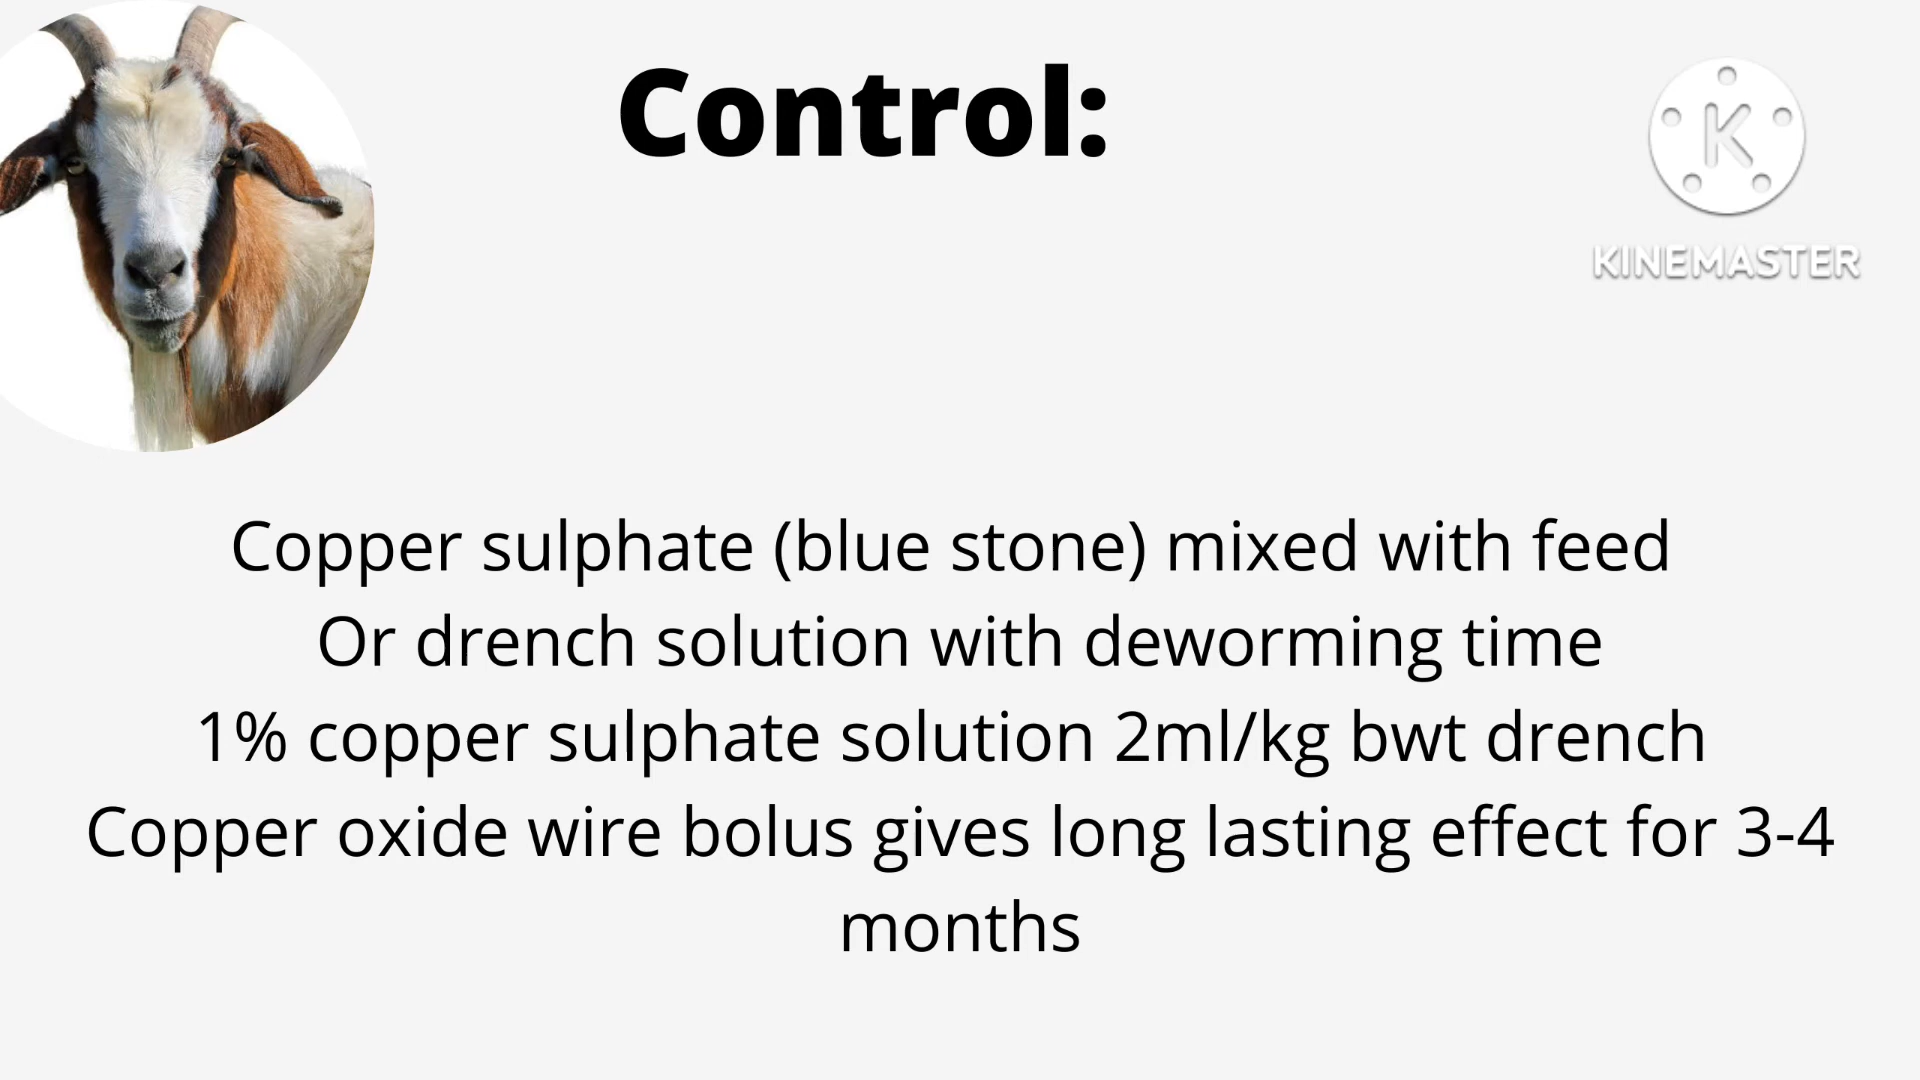 Control:
K
KINEMASTER
Copper sulphate (blue stone) mixed with feed
Or drench solution with deworming time
1% copper sulphate solution 2ml/kg bwt drench
Copper oxide wire bolus gives long lasting effect for 3-4
months